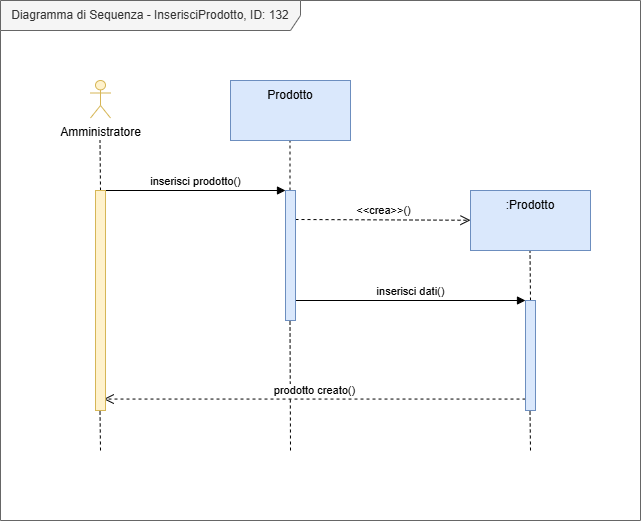 Diagramma di Sequenza - InserisciProdotto, ID: 132
Prodotto
Amministratore
inserisci prodotto()
<<crea>>()
:Prodotto
inserisci dati()
prodotto creato()